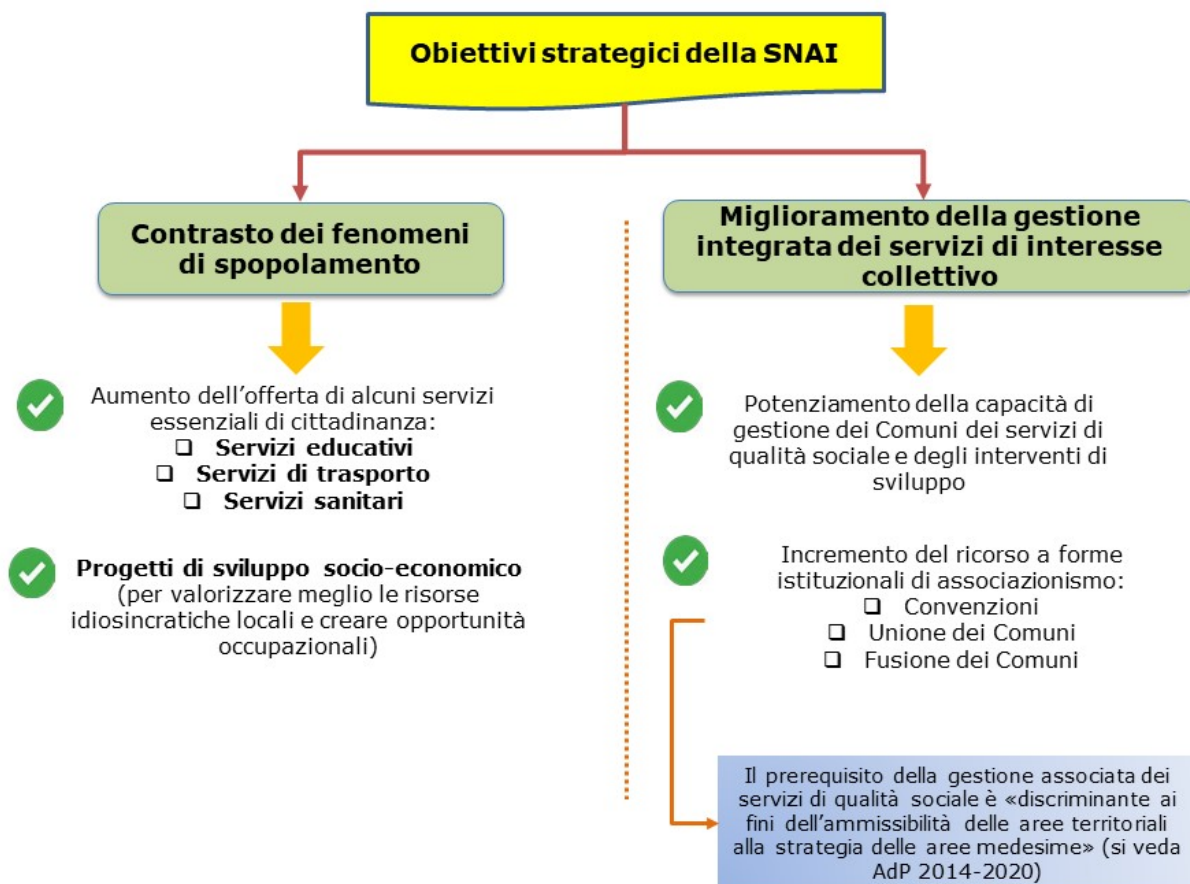 Obiettivi strategici della SNAI
Contrasto dei fenomeni
di spopolamento
Aumento dell'offerta di alcuni servizi
essenziali di cittadinanza:
❑ Servizi educativi
❑ Servizi di trasporto
❑ Servizi sanitari
Progetti di sviluppo socio-economico
(per valorizzare meglio le risorse
idiosincratiche locali e creare opportunità
occupazionali)
Miglioramento della gestione
integrata dei servizi di interesse
collettivo
Potenziamento della capacità di
gestione dei Comuni dei servizi di
qualità sociale e degli interventi di
sviluppo
Incremento del ricorso a forme
istituzionali di associazionismo:
❑ Convenzioni
❑ Unione dei Comuni
❑ Fusione dei Comuni
Il prerequisito della gestione associata dei
servizi di qualità sociale è «discriminante ai
fini dell'ammissibilità delle aree territoriali
alla strategia delle aree medesime» (si veda
AdP 2014-2020)